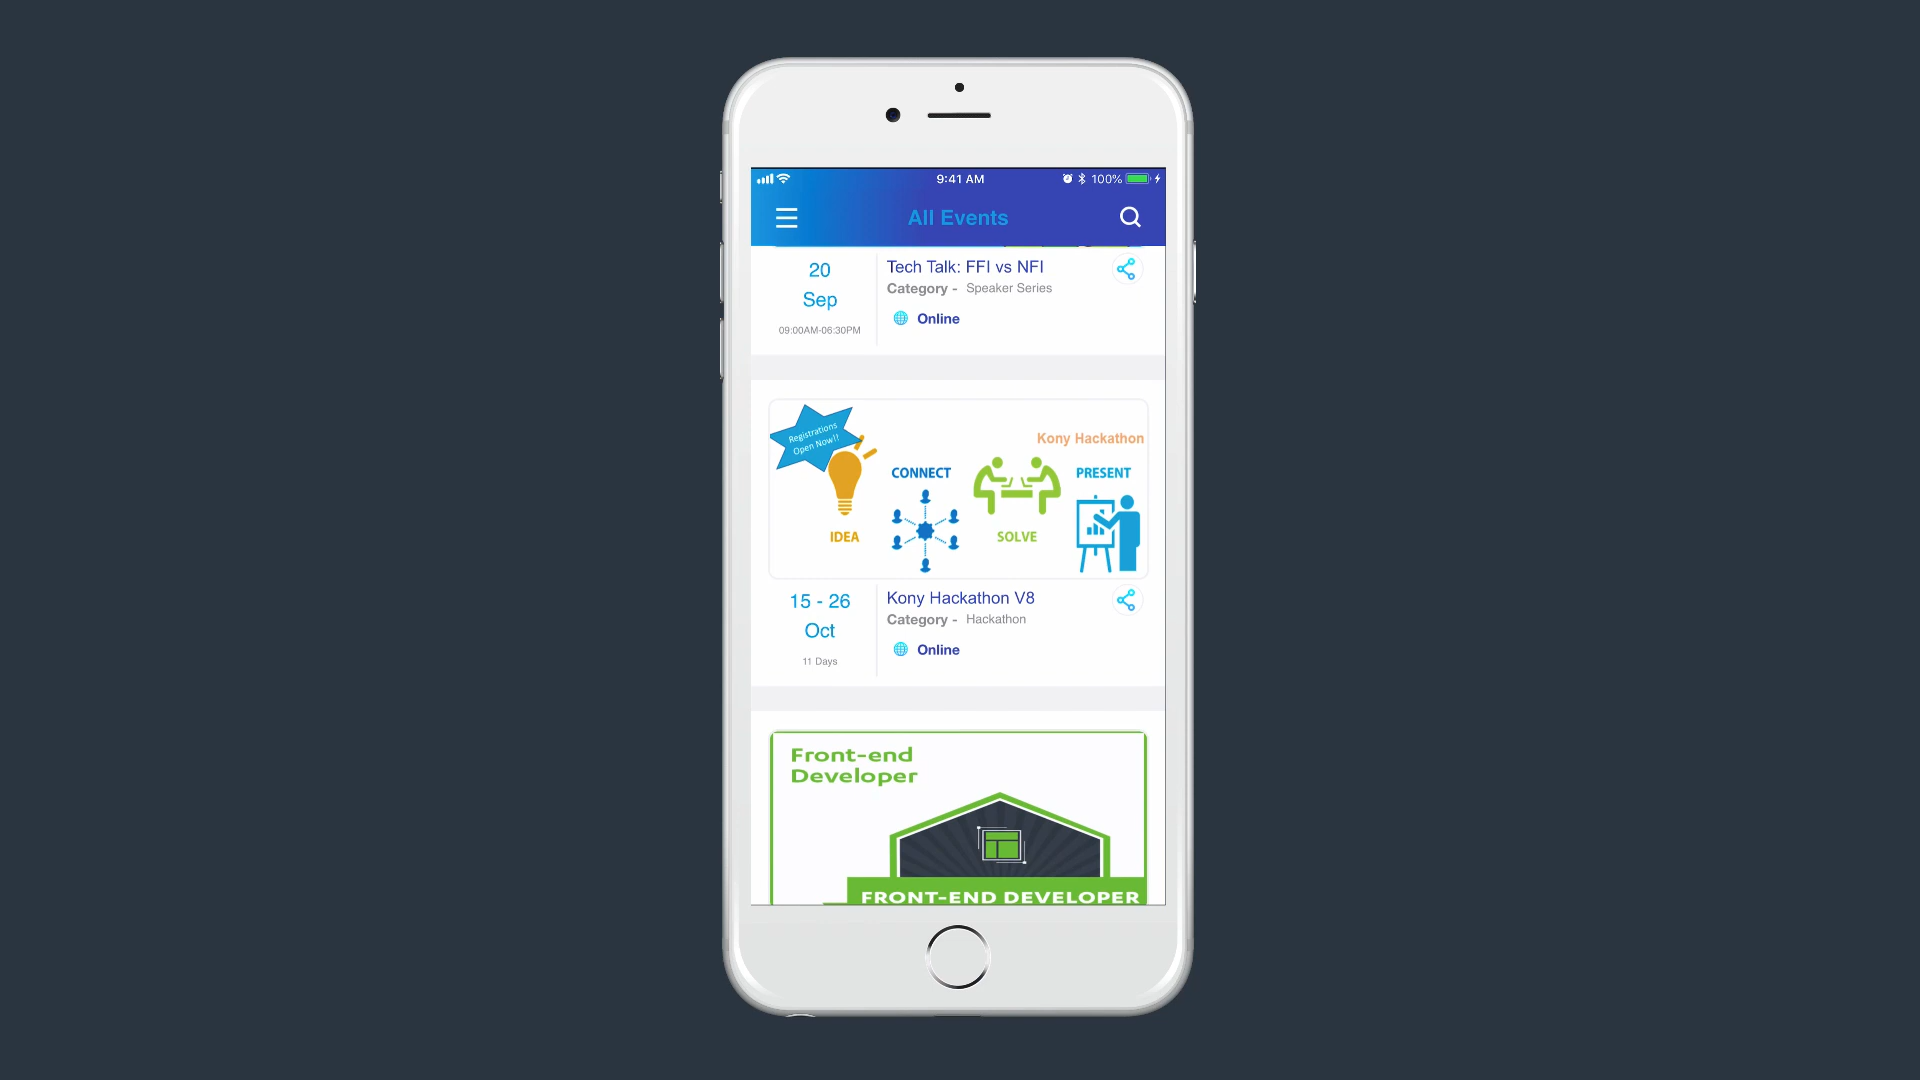 9:41 AM
100%
All Events
20
Sep
09:00AM-06:30PM
Tech Talk: FFI vs NFI
Category - Speaker Series
Online
Registrations
Open Now!!
Kony Hackathon
CONNECT
PRESENT
IDEA
SOLVE
15 - 26
Oct
11 Days
Kony Hackathon V8
Category - Hackathon
Online
Front-end
Developer
FRONT-END DEVELOPER